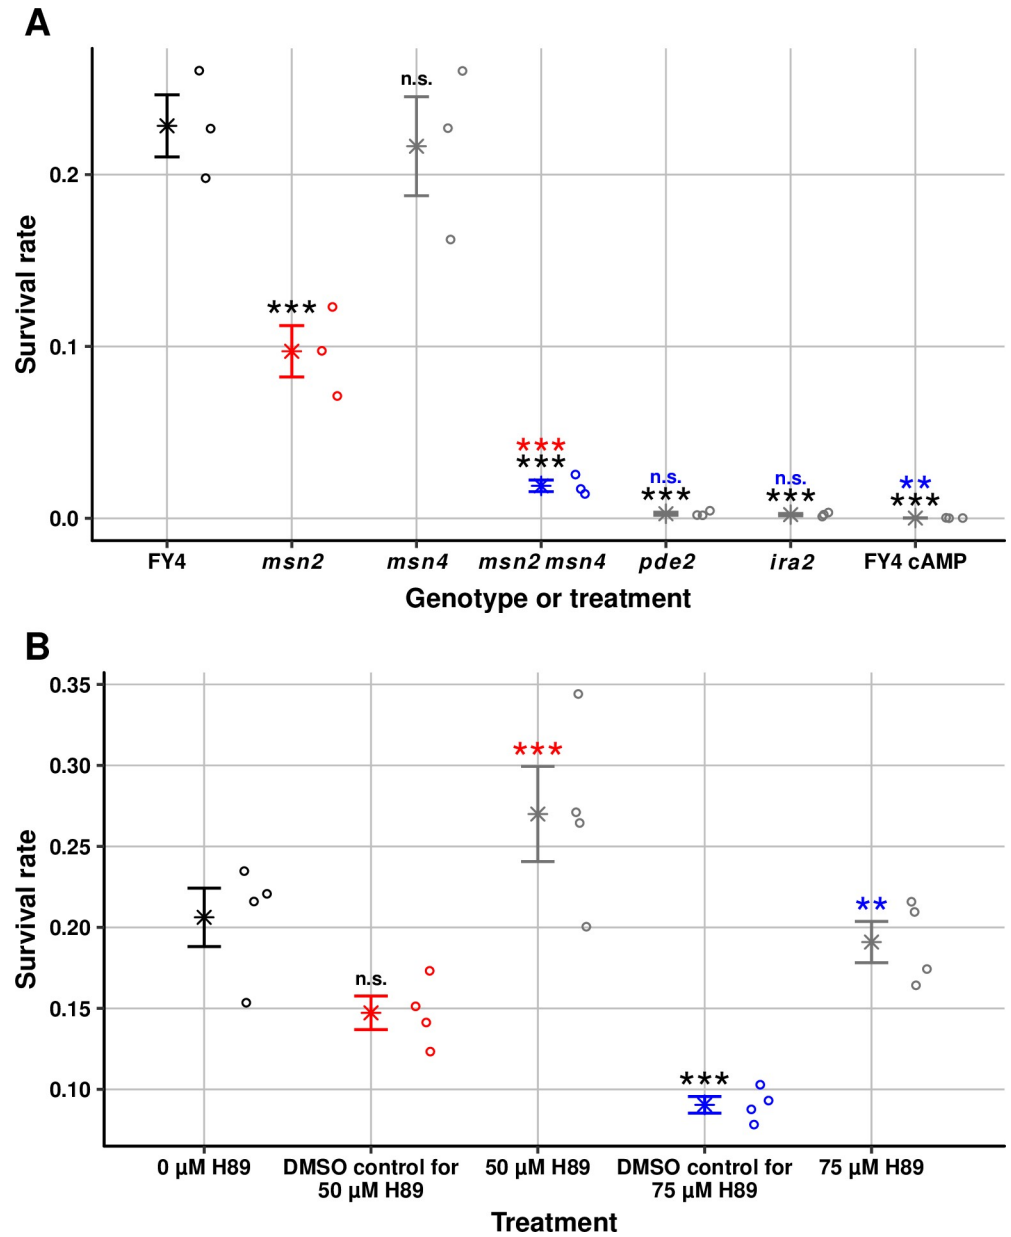 A
Survival rate
0.2
0.1
0.0
n.s.
***
***
***
n.s.
***
n.s.
***
**
***
FY4
msn2
msn4
msn2 msn4
pde2
ira2
FY4 cAMP
Genotype or treatment
B
Survival rate
0.35
0.30
0.25
0.20
0.15
0.10
n.s.
***
***
**
0 µM H89
DMSO control for
50 µM H89
50 µM H89
DMSO control for
75 µM H89
75 µM H89
Treatment